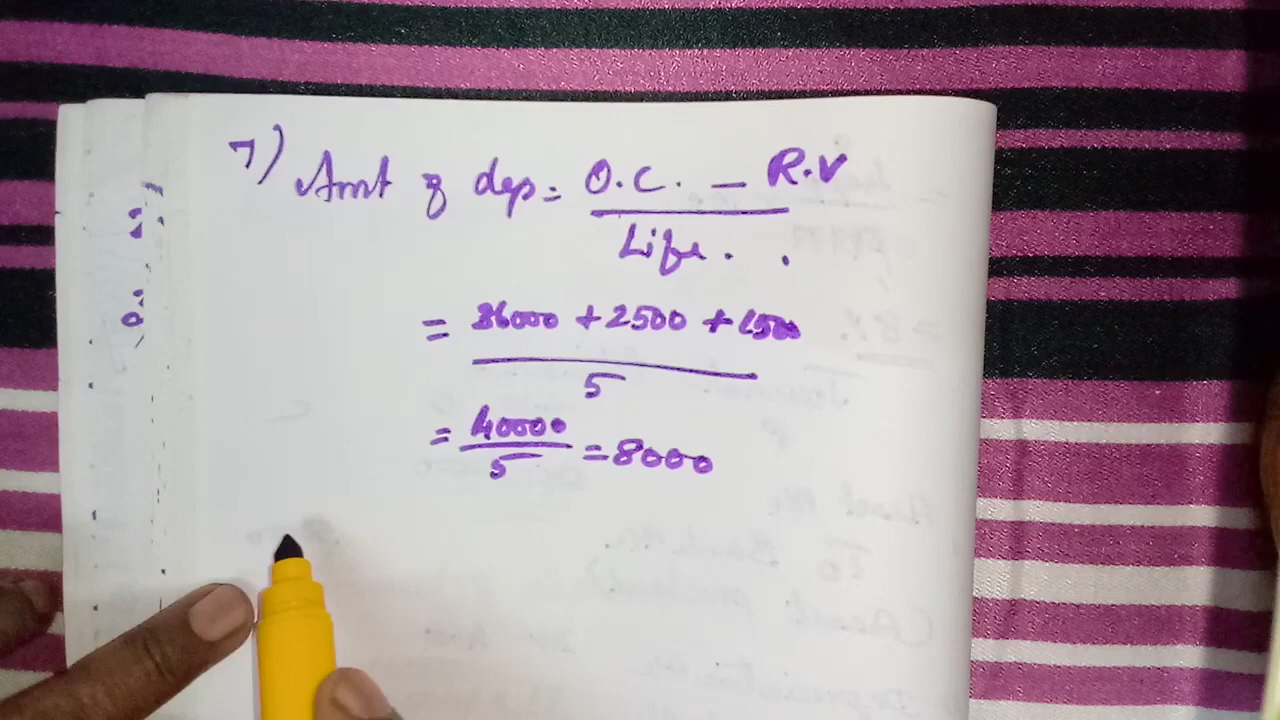 7) Amt of dep = O.C. - R.V
Life.
= 36000 + 2500 + 1500
5
= 40000
5 = 8000